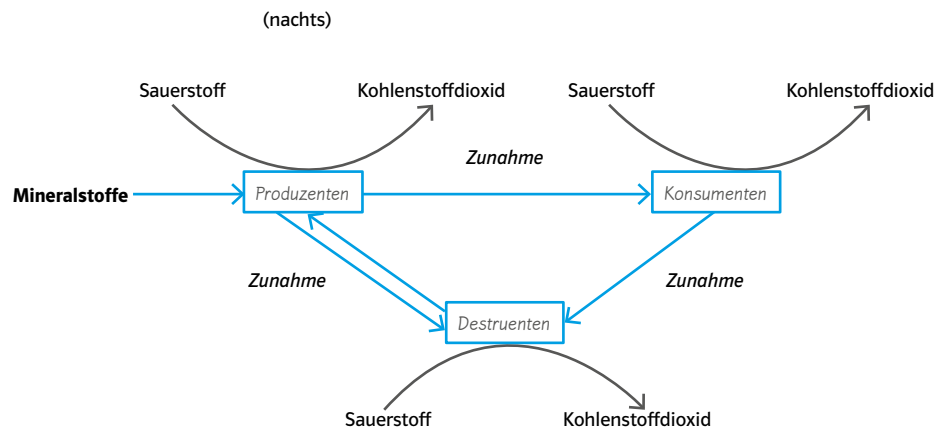 (nachts)
Sauerstoff
Kohlenstoffdioxid
Sauerstoff
Kohlenstoffdioxid
Zunahme
Mineralstoffe
Produzenten
Konsumenten
Zunahme
Zunahme
Destruenten
Sauerstoff
Kohlenstoffdioxid